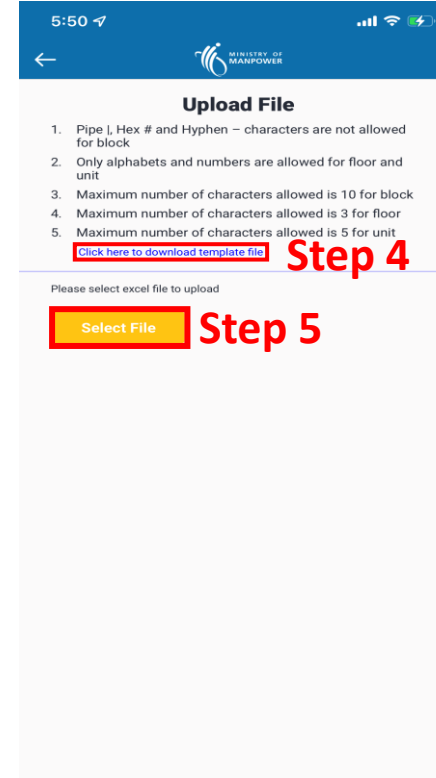 5:50
MINISTRY OF
MANPOWER
Upload File
1. Pipe |, Hex # and Hyphen – characters are not allowed
for block
2. Only alphabets and numbers are allowed for floor and
unit
3. Maximum number of characters allowed is 10 for block
4. Maximum number of characters allowed is 3 for floor
5. Maximum number of characters allowed is 5 for unit
Click here to download template file
Step 4
Please select excel file to upload
Select File
Step 5